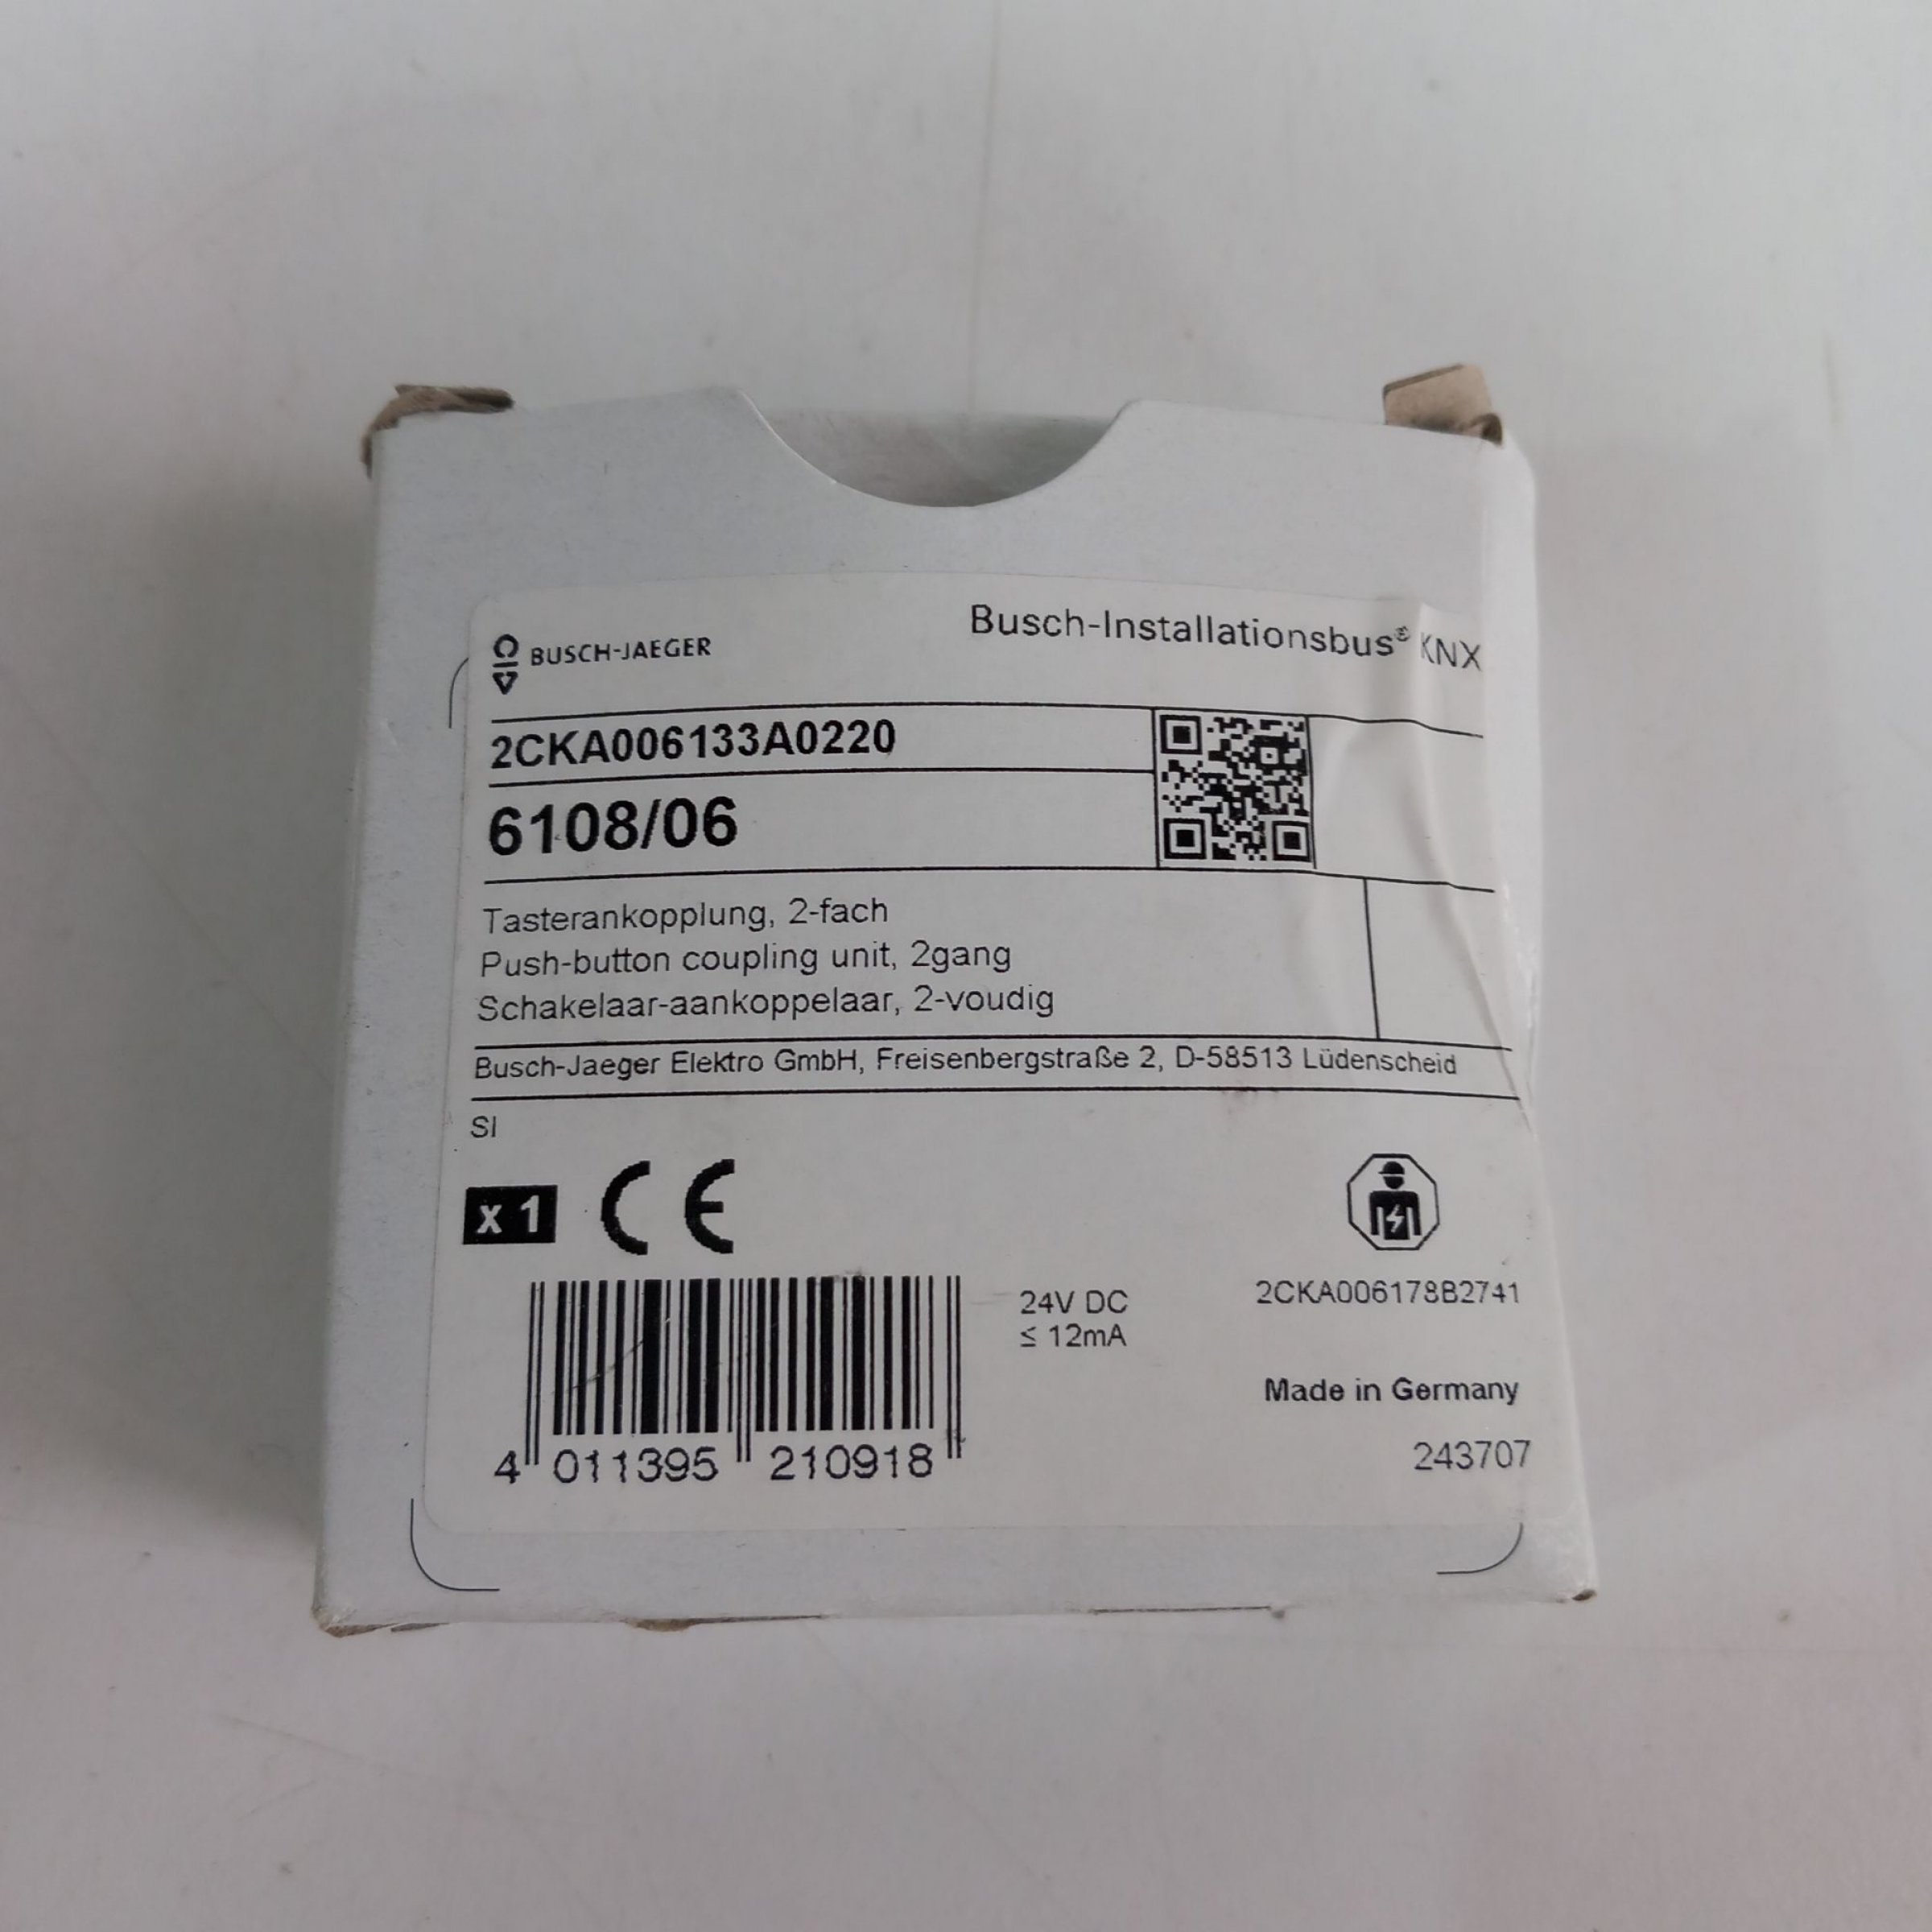 BUSCH-JAEGER
Busch-Installationsbus® KNX
2CKA006133A0220
6108/06
Tasterankopplung, 2-fach
Push-button coupling unit, 2gang
Schakelaar-aankoppelaar, 2-voudig
Busch-Jaeger Elektro GmbH, Freisenbergstraße 2, D-58513 Lüdenscheid
SI
x 1 CE
24V DC
≤ 12mA
2CKA006178B2741
Made in Germany
243707
4 011395 210918